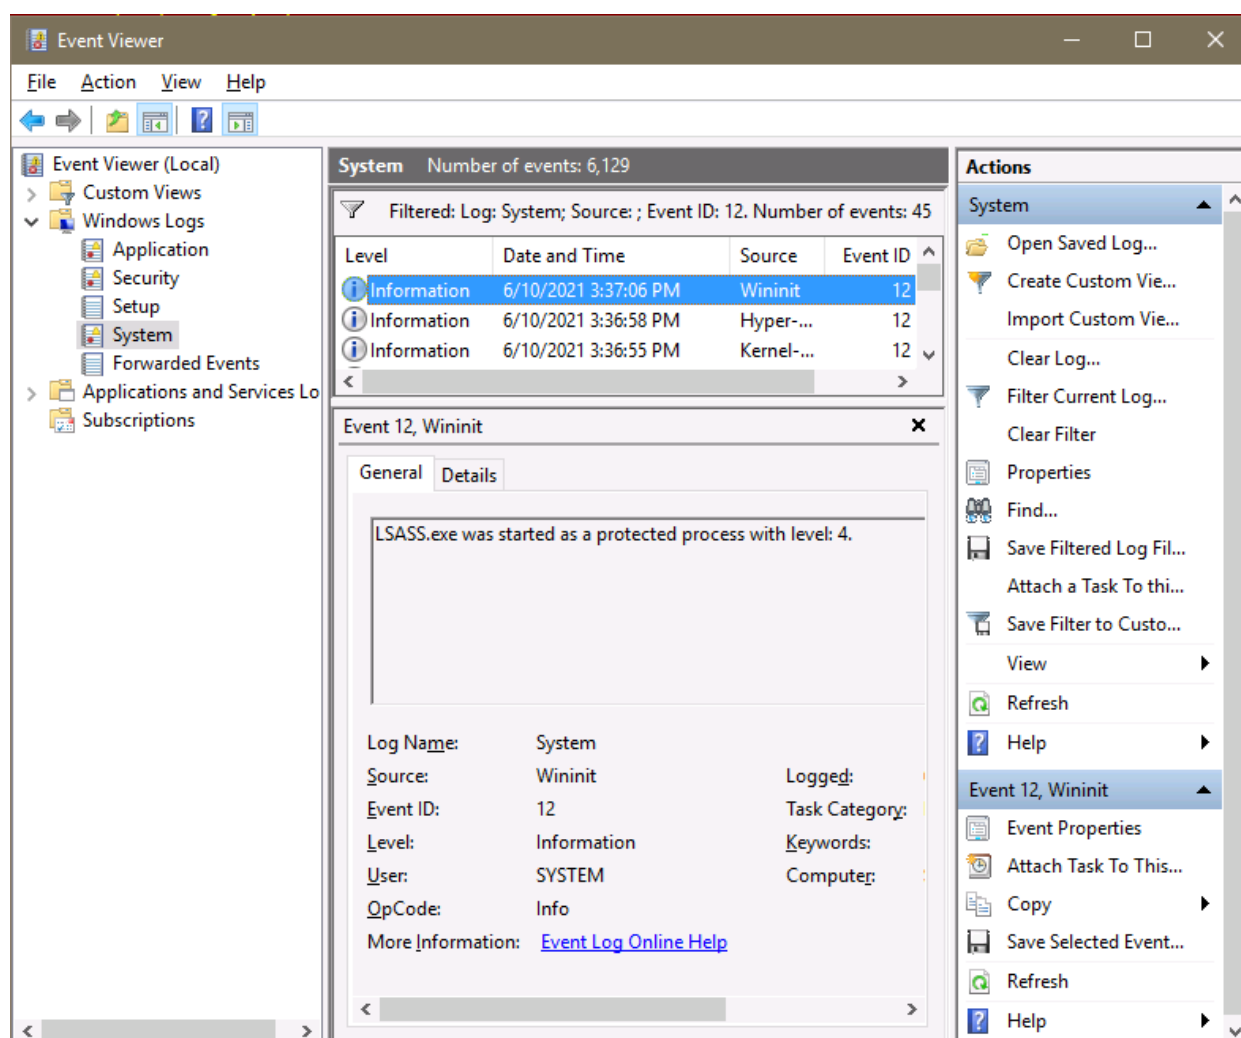 Event Viewer
File Action View Help
Event Viewer (Local)
Custom Views
Windows Logs
Application
Security
Setup
System
Forwarded Events
Applications and Services Lo
Subscriptions
System Number of events: 6,129
Filtered: Log: System; Source: ; Event ID: 12. Number of events: 45
Level Date and Time Source Event ID
Information 6/10/2021 3:37:06 PM Wininit 12
Information 6/10/2021 3:36:58 PM Hyper-... 12
Information 6/10/2021 3:36:55 PM Kernel-... 12
Event 12, Wininit
General Details
LSASS.exe was started as a protected process with level: 4.
Log Name: System
Source: Wininit Logged:
Event ID: 12 Task Category:
Level: Information Keywords:
User: SYSTEM Computer:
OpCode: Info
More Information: Event Log Online Help
Actions
System
Open Saved Log...
Create Custom Vie...
Import Custom Vie...
Clear Log...
Filter Current Log...
Clear Filter
Properties
Find...
Save Filtered Log Fil...
Attach a Task To thi...
Save Filter to Custo...
View
Refresh
Help
Event 12, Wininit
Event Properties
Attach Task To This...
Copy
Save Selected Event...
Refresh
Help